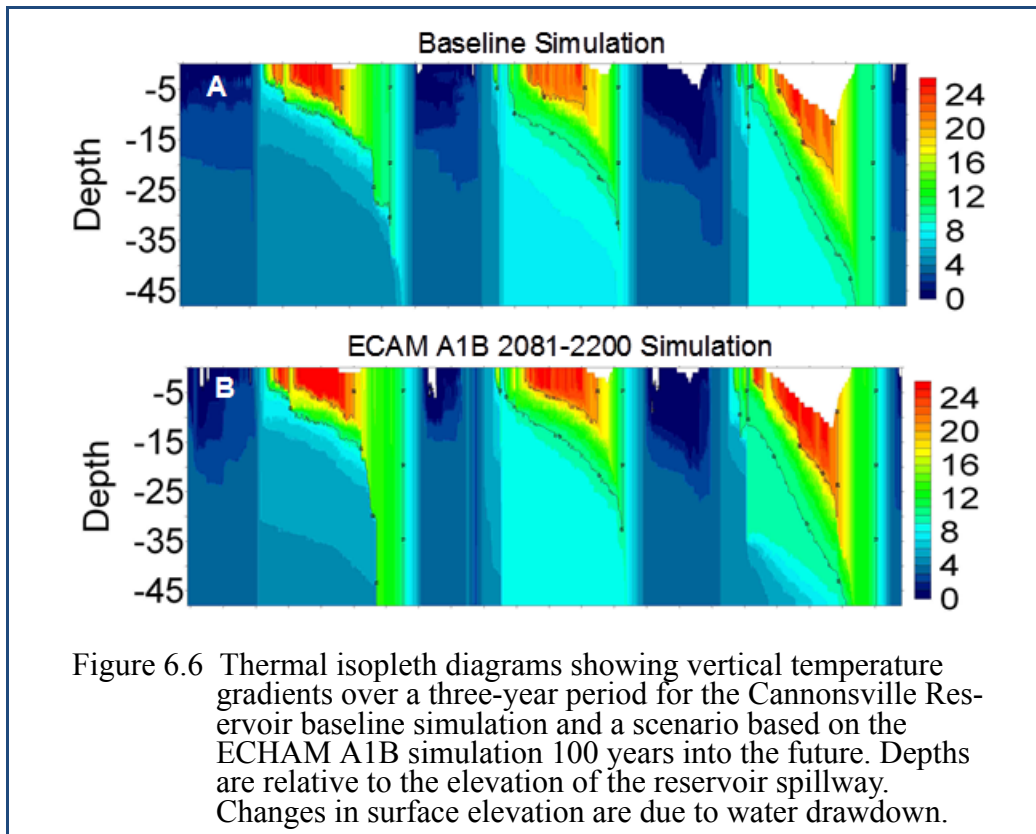 Baseline Simulation
A
Depth
-5
-15
-25
-35
-45
24
20
16
12
8
4
0
ECAM A1B 2081-2200 Simulation
B
Depth
-5
-15
-25
-35
-45
24
20
16
12
8
4
0
Figure 6.6 Thermal isopleth diagrams showing vertical temperature
gradients over a three-year period for the Cannonsville Res-
ervoir baseline simulation and a scenario based on the
ECHAM A1B simulation 100 years into the future. Depths
are relative to the elevation of the reservoir spillway.
Changes in surface elevation are due to water drawdown.